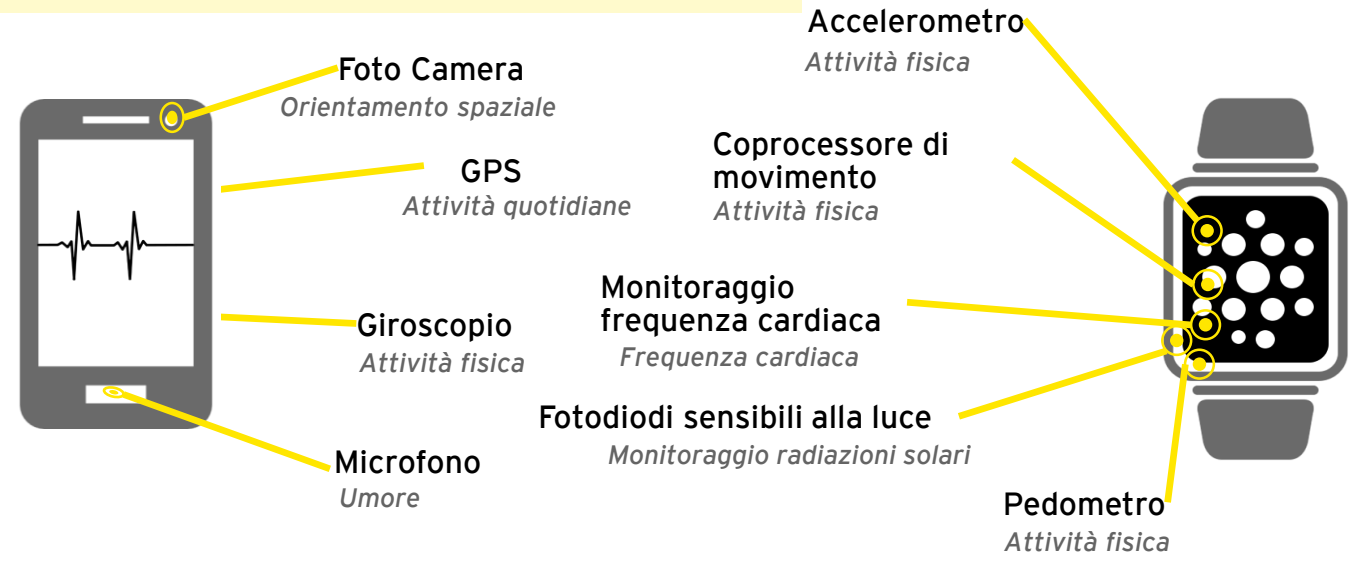 Foto Camera
Orientamento spaziale
GPS
Attività quotidiane
Giroscopio
Attività fisica
Microfono
Umore
Accelerometro
Attività fisica
Coprocessore di
movimento
Attività fisica
Monitoraggio
frequenza cardiaca
Frequenza cardiaca
Fotodiodi sensibili alla luce
Monitoraggio radiazioni solari
Pedometro
Attività fisica